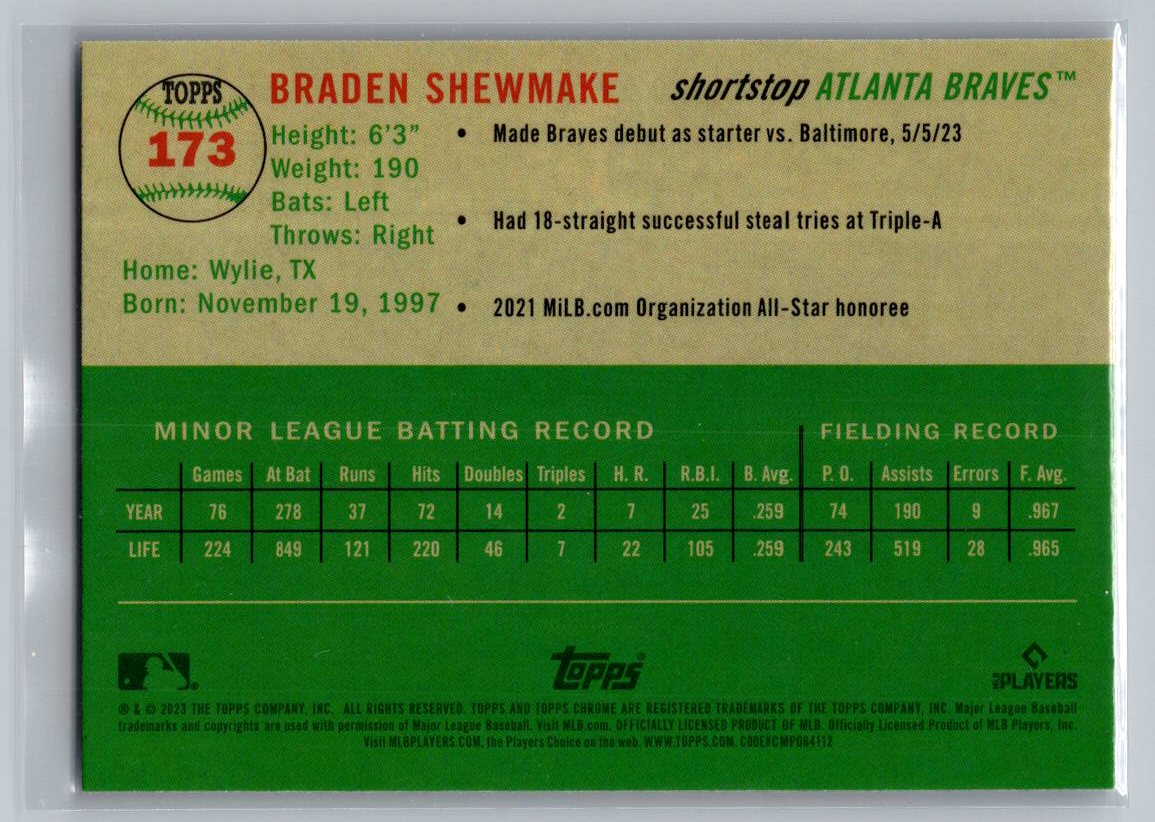 TOPPS
173
BRADEN SHEWMAKE
shortstop ATLANTA BRAVES™
Height: 6'3"
Weight: 190
Bats: Left
Throws: Right
Home: Wylie, TX
Born: November 19, 1997
• Made Braves debut as starter vs. Baltimore, 5/5/23
• Had 18-straight successful steal tries at Triple-A
• 2021 MiLB.com Organization All-Star honoree
MINOR LEAGUE BATTING RECORD FIELDING RECORD
Games At Bat Runs Hits Doubles Triples H. R. R.B.I. B. Avg. P. O. Assists Errors F. Avg.
YEAR 76 278 37 72 14 2 7 25 .259 74 190 9 .967
LIFE 224 849 121 220 46 7 22 105 .259 243 519 28 .965
Topps®
MLB PLAYERS
® & © 2023 THE TOPPS COMPANY, INC. ALL RIGHTS RESERVED. TOPPS AND TOPPS CHROME ARE REGISTERED TRADEMARKS OF THE TOPPS COMPANY, INC. Major League Baseball
trademarks and copyrights are used with permission of Major League Baseball. Visit MLB.com. OFFICIALLY LICENSED PRODUCT OF MLB. Officially Licensed Product of MLB Players, Inc.
Visit MLBPLAYERS.COM, the Players Choice on the web. WWW.TOPPS.COM. CODE#CMP064112